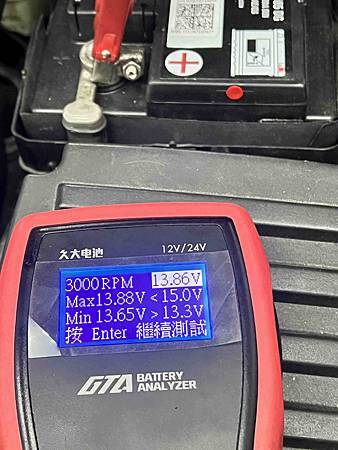 久大电池
12V/24V
3000RPM 13.86V
Max13.88V < 15.0V
Min 13.65V > 13.3V
按 Enter 繼續測試
GTA BATTERY
ANALYZER